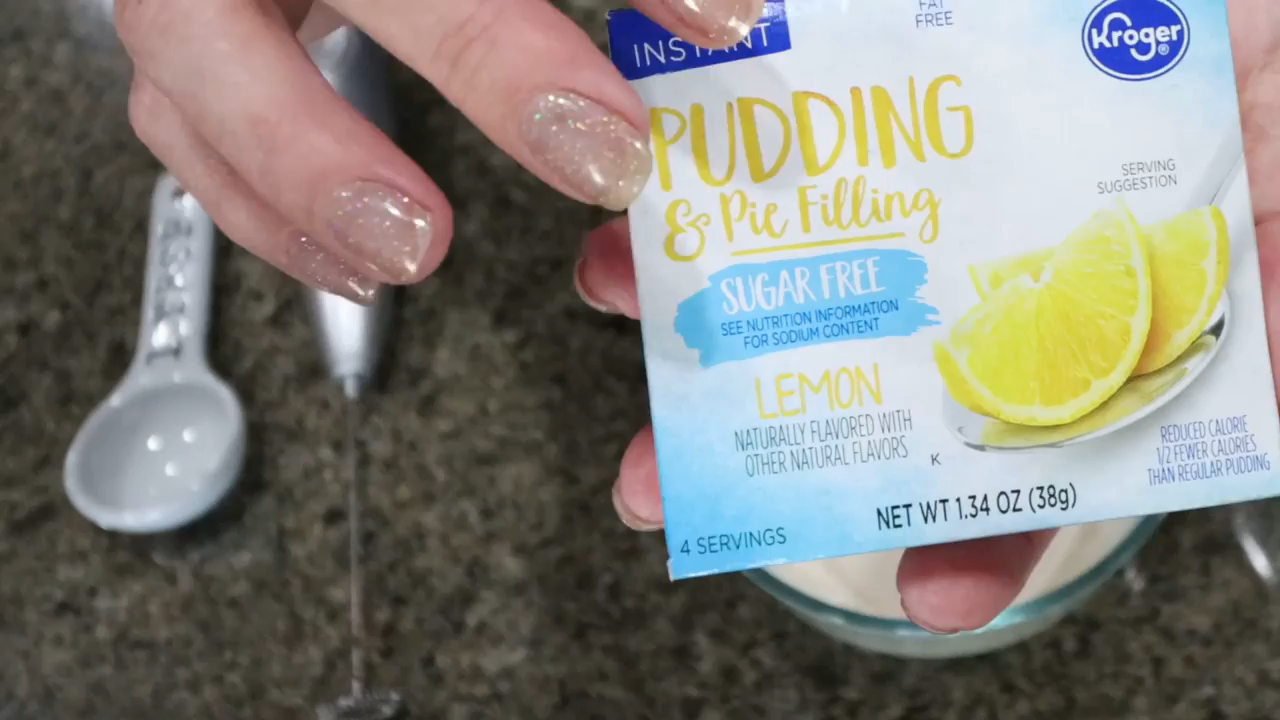 INSTANT
FAT
FREE
Kroger
PUDDING
& Pie Filling
SERVING
SUGGESTION
SUGAR FREE
SEE NUTRITION INFORMATION
FOR SODIUM CONTENT
LEMON
NATURALLY FLAVORED WITH
OTHER NATURAL FLAVORS
K
REDUCED CALORIE
1/2 FEWER CALORIES
THAN REGULAR PUDDING
NET WT 1.34 OZ (38g)
4 SERVINGS